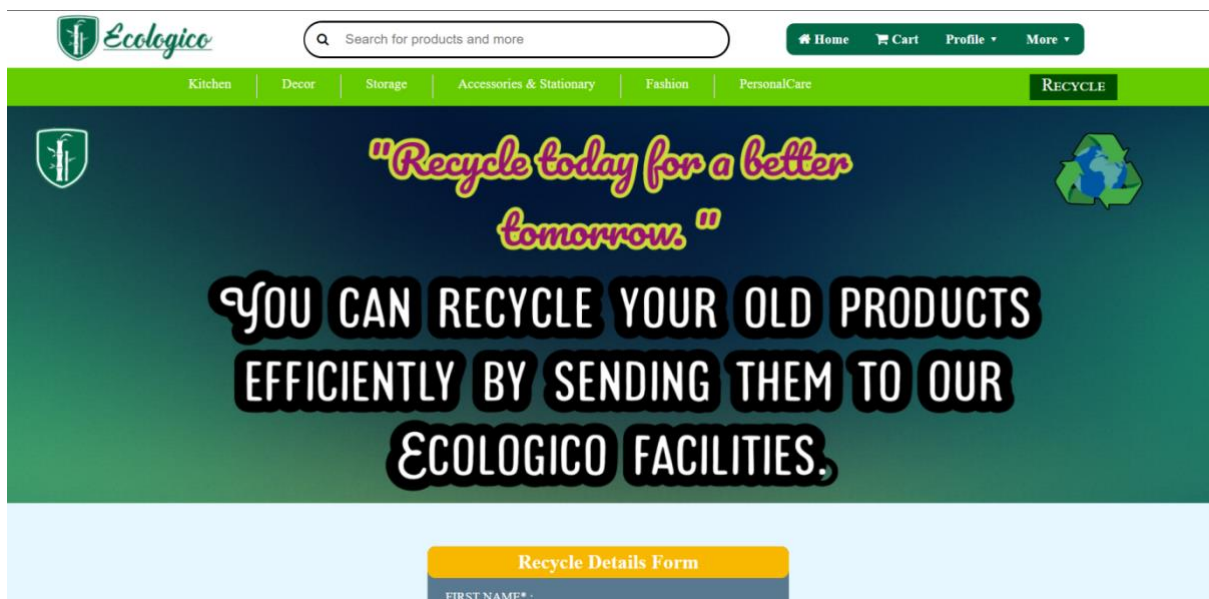 Ecologico
Search for products and more
Home Cart Profile More
Kitchen Decor Storage Accessories & Stationary Fashion PersonalCare RECYCLE
"Recycle today for a better
tomorrow. "
YOU CAN RECYCLE YOUR OLD PRODUCTS
EFFICIENTLY BY SENDING THEM TO OUR
ECOLOGICO FACILITIES.
Recycle Details Form
FIRST NAME* :